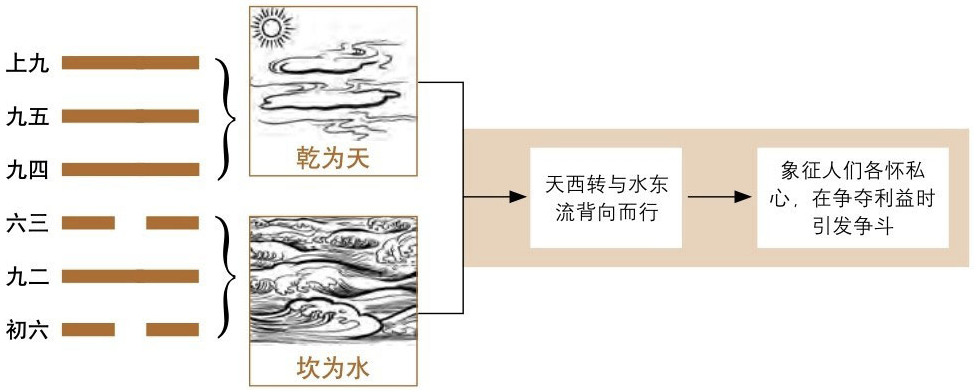 上九
九五
九四
六三
九二
初六
乾为天
坎为水
天西转与水东
流背向而行
象征人们各怀私
心，在争夺利益时
引发争斗